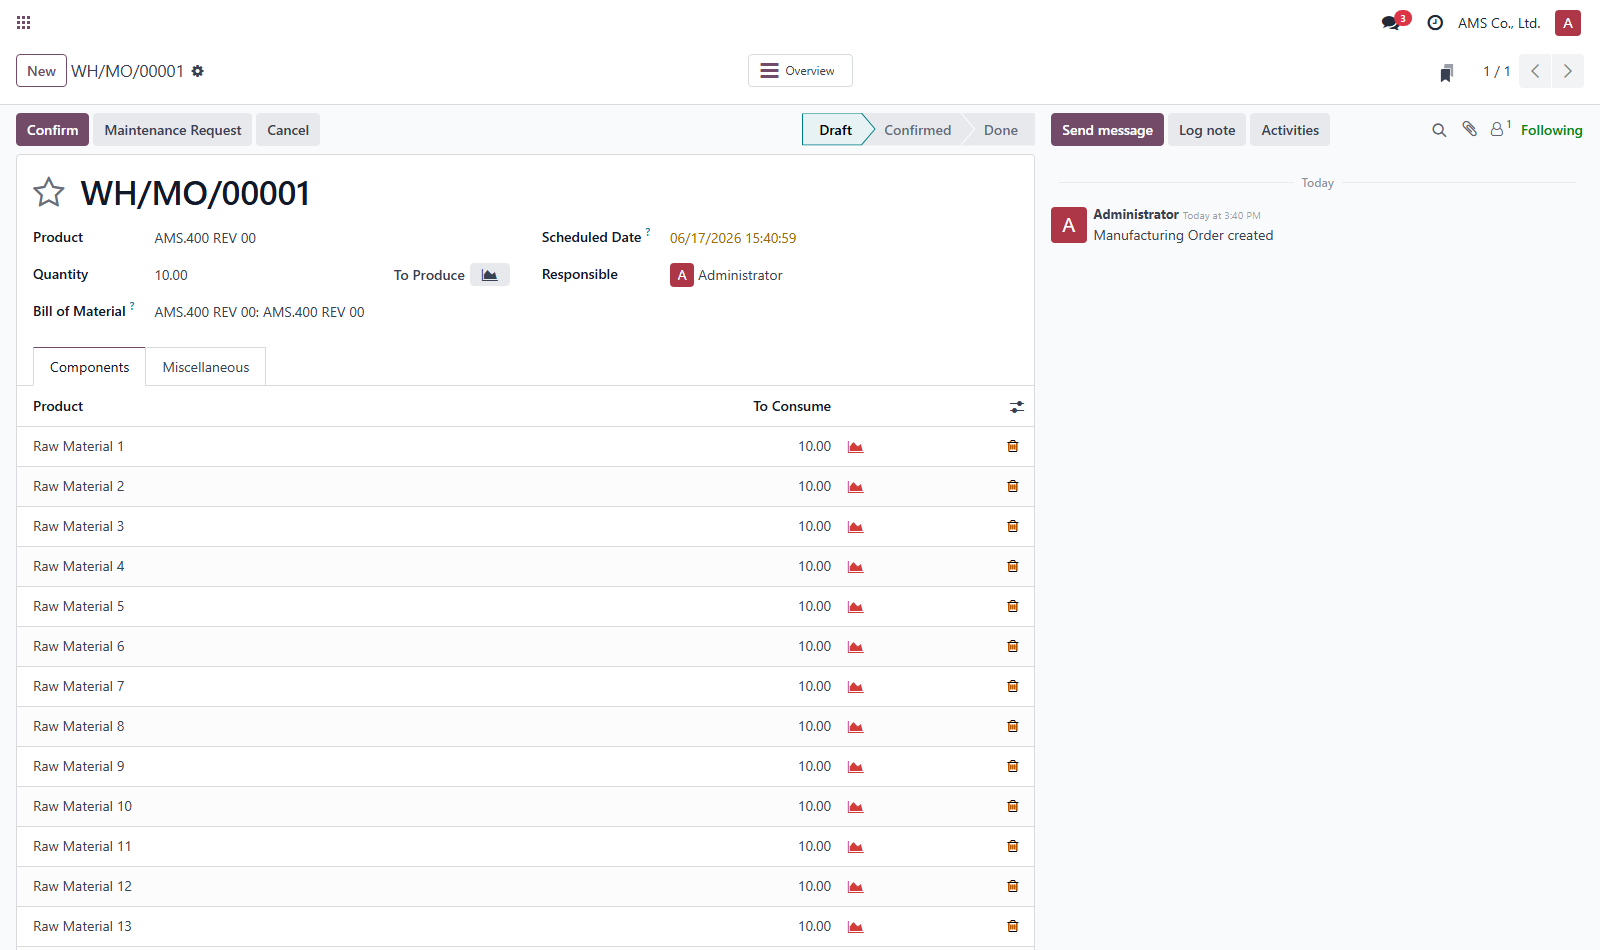 3
AMS Co., Ltd.
A
New
WH/MO/00001
Overview
1 / 1
Confirm
Maintenance Request
Cancel
Draft
Confirmed
Done
Send message
Log note
Activities
1
Following
WH/MO/00001
Product
AMS.400 REV 00
Scheduled Date ?
06/17/2026 15:40:59
Quantity
10.00
To Produce
Responsible
A
Administrator
Bill of Material ?
AMS.400 REV 00: AMS.400 REV 00
Components
Miscellaneous
Product
To Consume
Raw Material 1
10.00
Raw Material 2
10.00
Raw Material 3
10.00
Raw Material 4
10.00
Raw Material 5
10.00
Raw Material 6
10.00
Raw Material 7
10.00
Raw Material 8
10.00
Raw Material 9
10.00
Raw Material 10
10.00
Raw Material 11
10.00
Raw Material 12
10.00
Raw Material 13
10.00
Today
A
Administrator Today at 3:40 PM
Manufacturing Order created